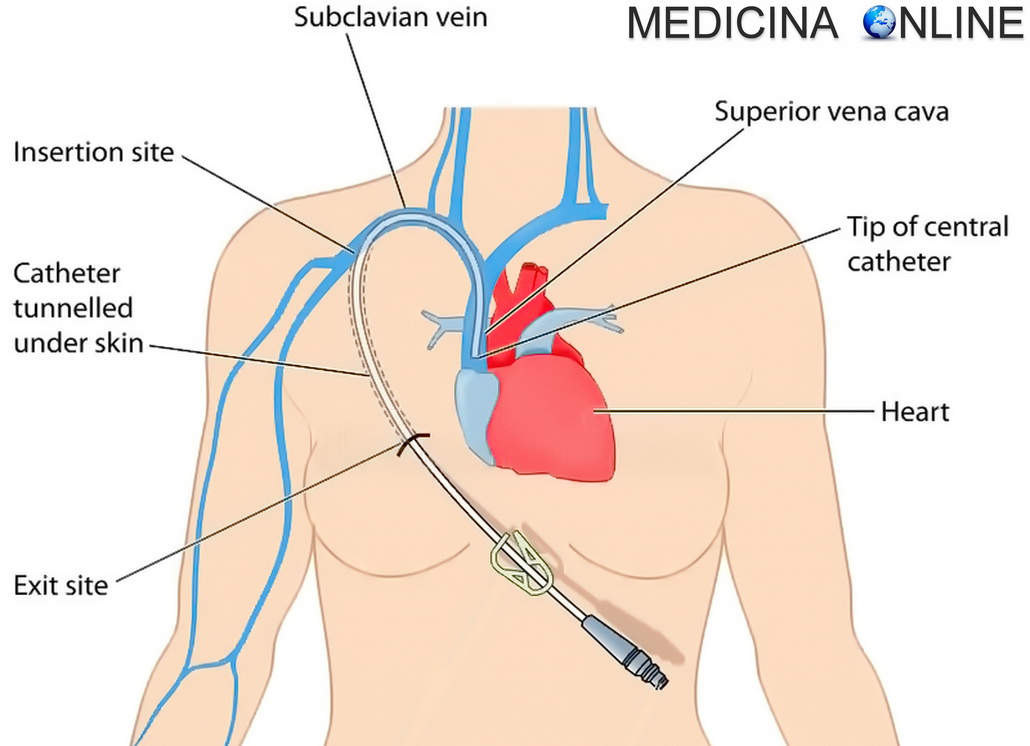 Subclavian vein
MEDICINA ONLINE
Superior vena cava
Insertion site
Tip of central
catheter
Catheter
tunnelled
under skin
Heart
Exit site